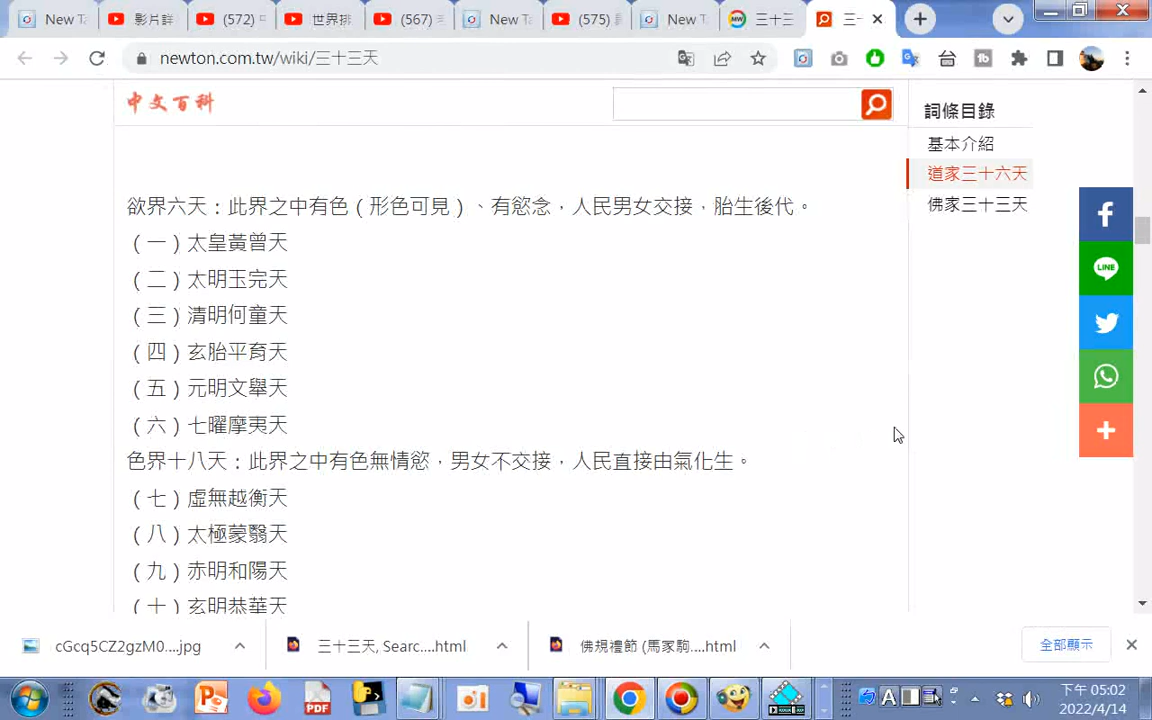 New T
影片詳
(572)
世界排
(567)
New T
(575)
New T
三十三
三
newton.com.tw/wiki/三十三天
中文百科
詞條目錄
基本介紹
道家三十六天
佛家三十三天
欲界六天：此界之中有色（形色可見）、有慾念，人民男女交接，胎生後代。
（一）太皇黃曾天
（二）太明玉完天
（三）清明何童天
（四）玄胎平育天
（五）元明文舉天
（六）七曜摩夷天
色界十八天：此界之中有色無情慾，男女不交接，人民直接由氣化生。
（七）虛無越衡天
（八）太極蒙翳天
（九）赤明和陽天
（十）玄明恭華天
LINE
cGcq5CZ2gzM0....jpg
三十三天, Searc....html
佛規禮節 (馬家駒....html
全部顯示
下午 05:02
2022/4/14